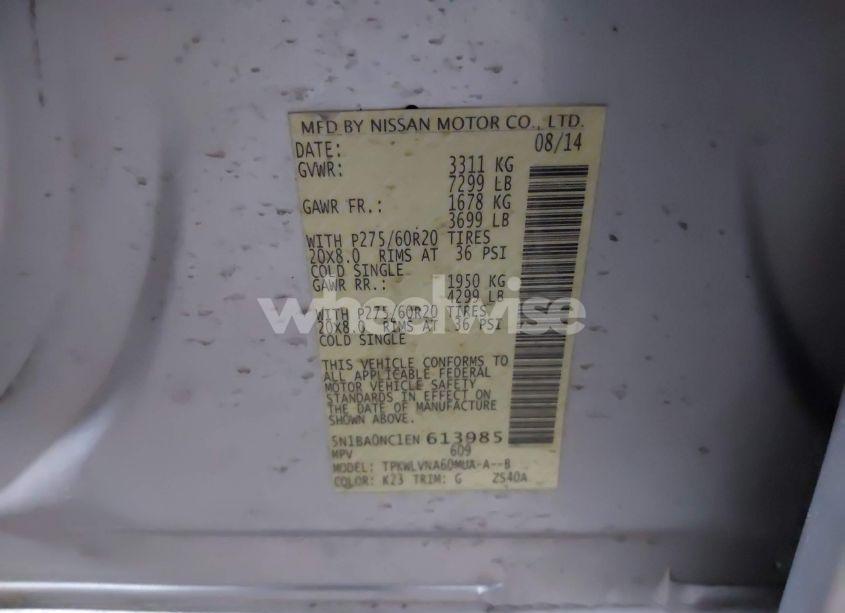 MFD BY NISSAN MOTOR CO., LTD.
DATE: 08/14
GVWR: 3311 KG
7299 LB
GAWR FR.: 1678 KG
3699 LB
WITH P275/60R20 TIRES
20X8.0 RIMS AT 36 PSI
COLD SINGLE
GAWR RR.: 1950 KG
4299 LB
wheelwise
WITH P275/60R20 TIRES
20X8.0 RIMS AT 36 PSI
COLD SINGLE
THIS VEHICLE CONFORMS TO
ALL APPLICABLE FEDERAL
MOTOR VEHICLE SAFETY
STANDARDS IN EFFECT ON
THE DATE OF MANUFACTURE
SHOWN ABOVE.
5N1BA0NC1EN 613985
MPV 609
MODEL: TPKWLVNA60MUA-A--B
COLOR: K23 TRIM: G ZS40A